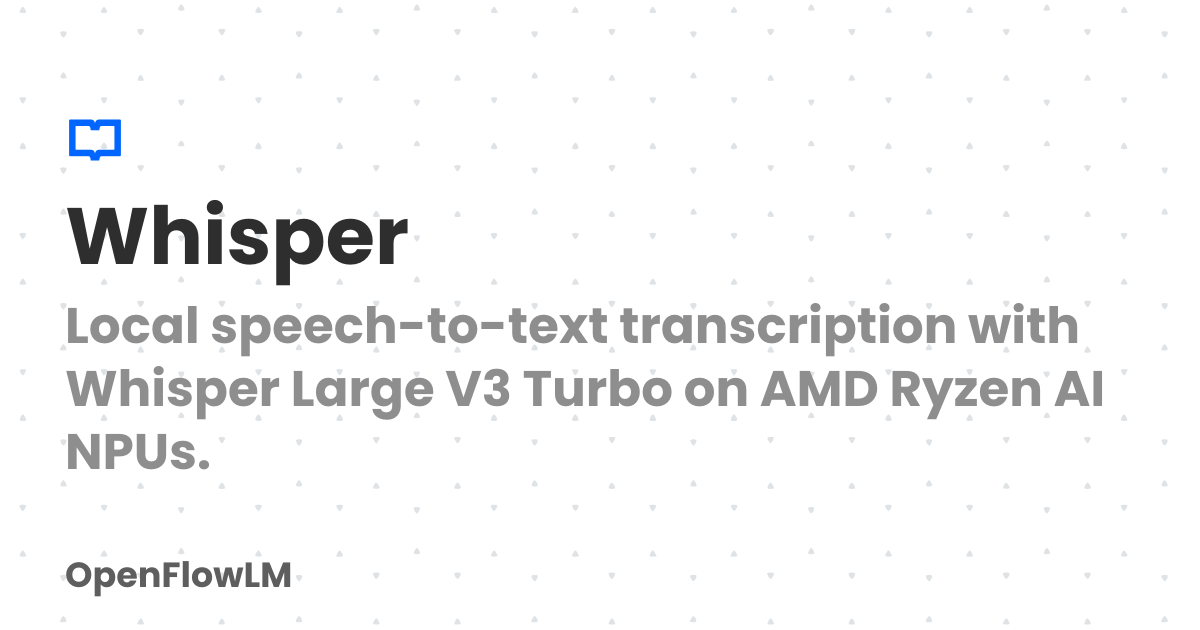 Whisper
Local speech-to-text transcription with
Whisper Large V3 Turbo on AMD Ryzen AI
NPUs.
OpenFlowLM